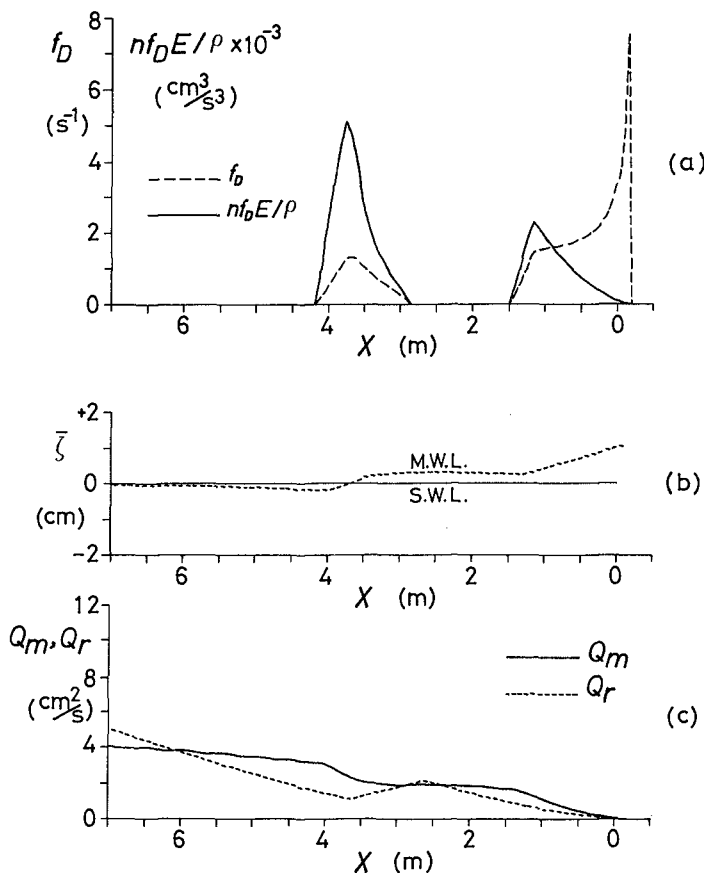 8
f_D nf_DE/ρ ×10⁻³
(cm³/s³)
6
(s⁻¹)
4
f_D
nf_DE/ρ
2
0
6 4 2 0
X (m)
(a)
+2
ζ̄
M.W.L.
0
S.W.L.
(cm)
-2
6 4 2 0
X (m)
(b)
12
Q_m, Q_r
Q_m
8
Q_r
(cm²/s)
4
0
6 4 2 0
X (m)
(c)